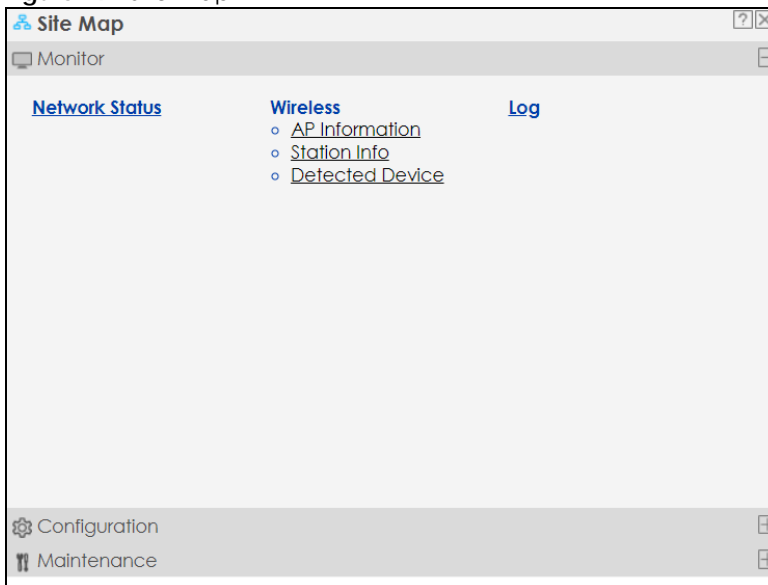 Site Map
Monitor
Network Status
Wireless
AP Information
Station Info
Detected Device
Log
Configuration
Maintenance